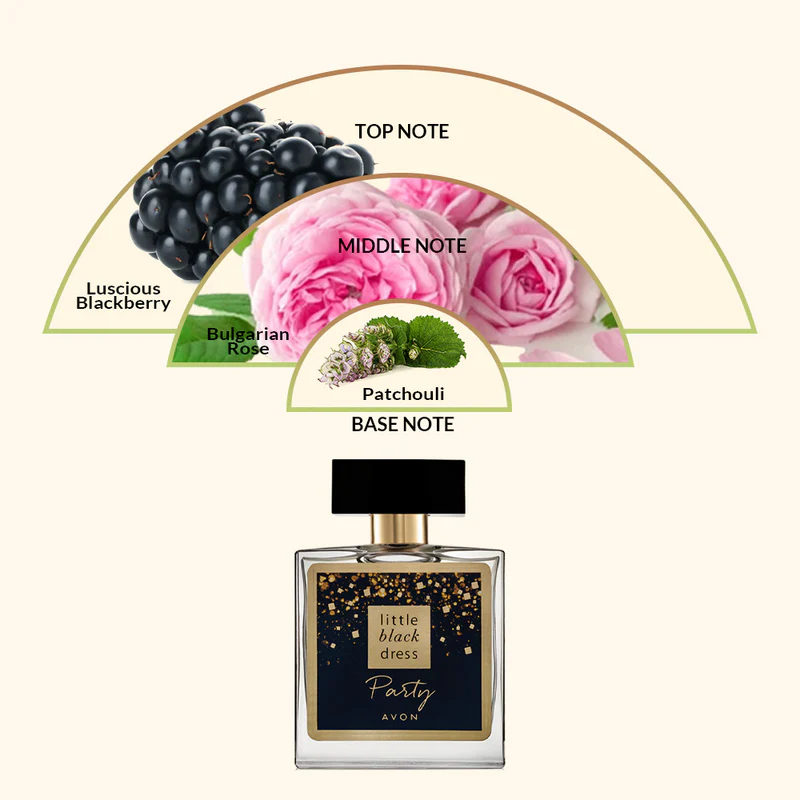 TOP NOTE
Luscious
Blackberry
MIDDLE NOTE
Bulgarian
Rose
Patchouli
BASE NOTE
little
black
dress
Party
AVON